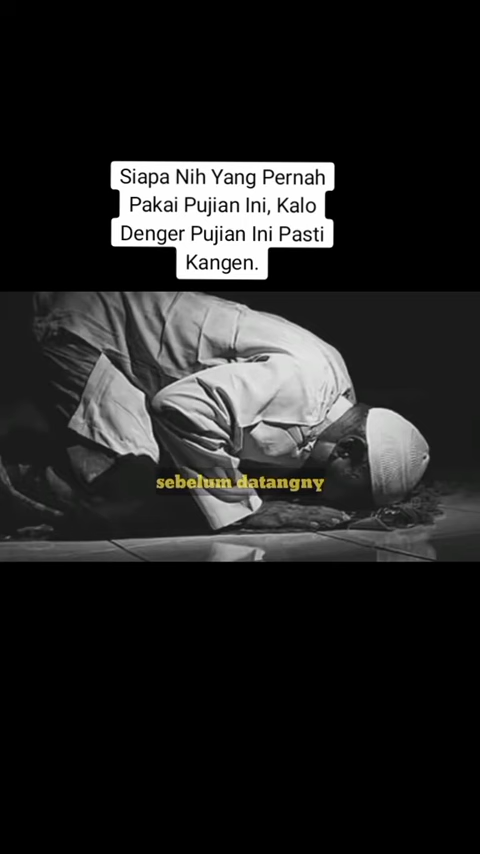 Siapa Nih Yang Pernah
Pakai Pujian Ini, Kalo
Denger Pujian Ini Pasti
Kangen.
sebelum datangny